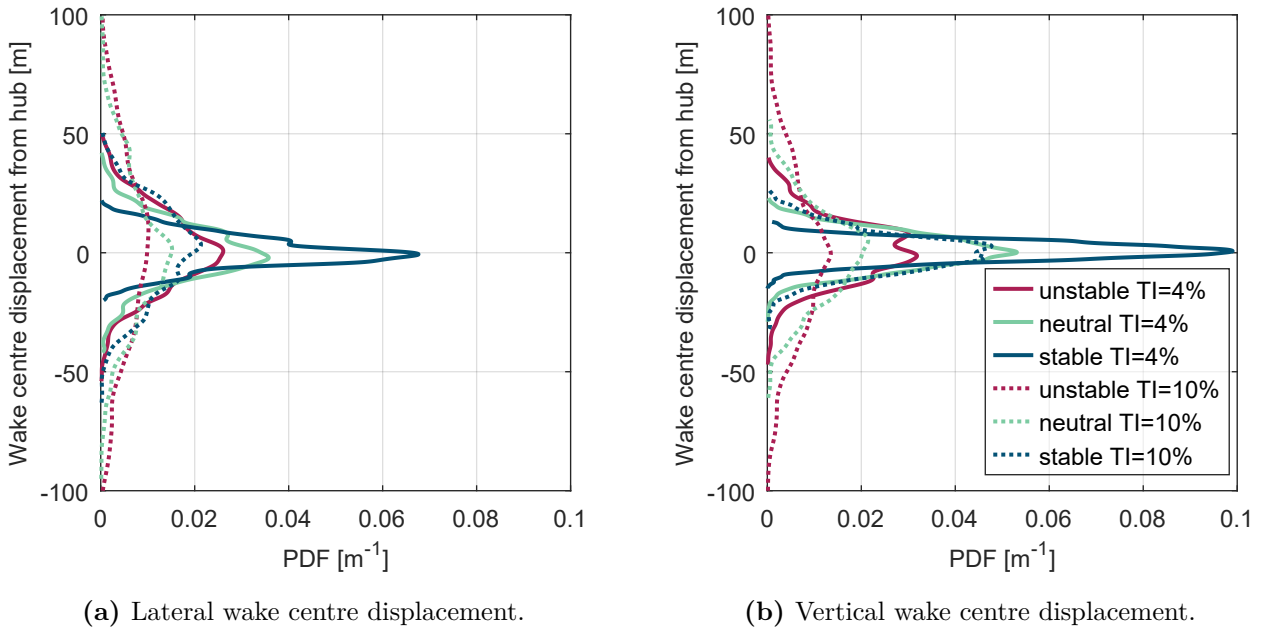 100
50
0
-50
-100
Wake centre displacement from hub [m]
0 0.02 0.04 0.06 0.08 0.1
PDF [m⁻¹]
(a) Lateral wake centre displacement.
100
50
0
-50
-100
Wake centre displacement from hub [m]
unstable TI=4%
neutral TI=4%
stable TI=4%
unstable TI=10%
neutral TI=10%
stable TI=10%
0 0.02 0.04 0.06 0.08 0.1
PDF [m⁻¹]
(b) Vertical wake centre displacement.